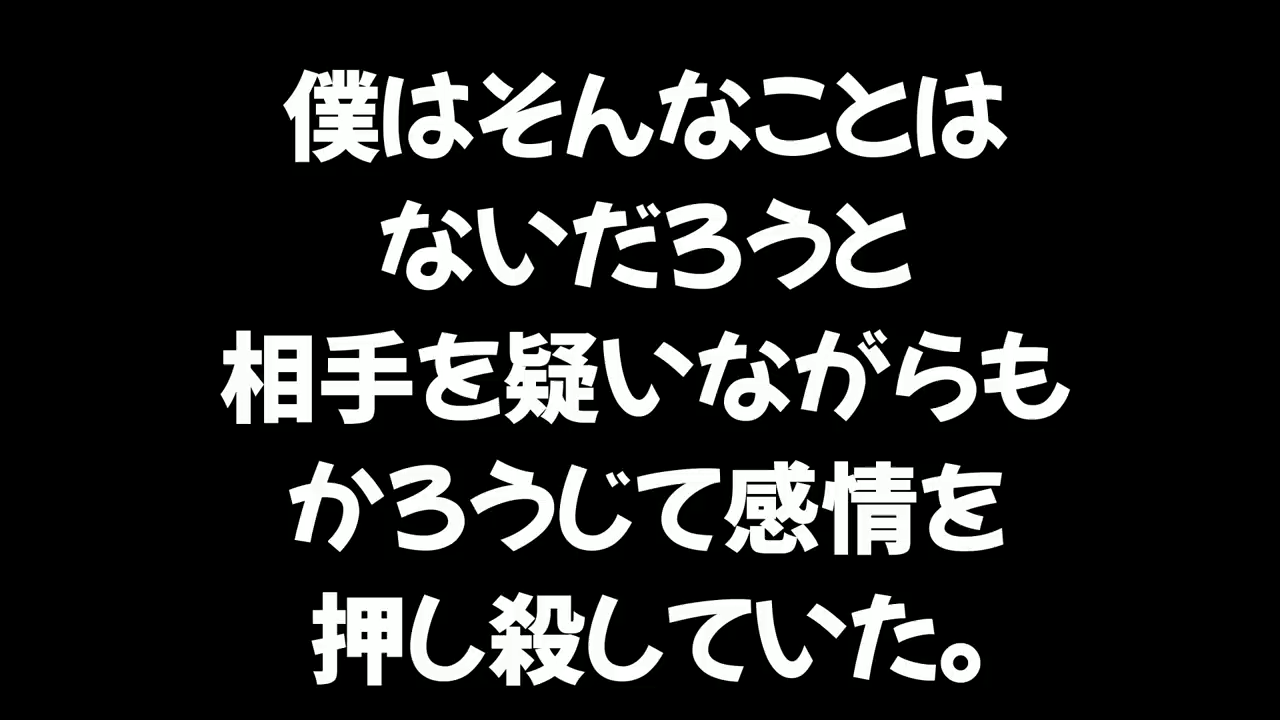 僕はそんなことは
ないだろうと
相手を疑いながらも
かろうじて感情を
押し殺していた。